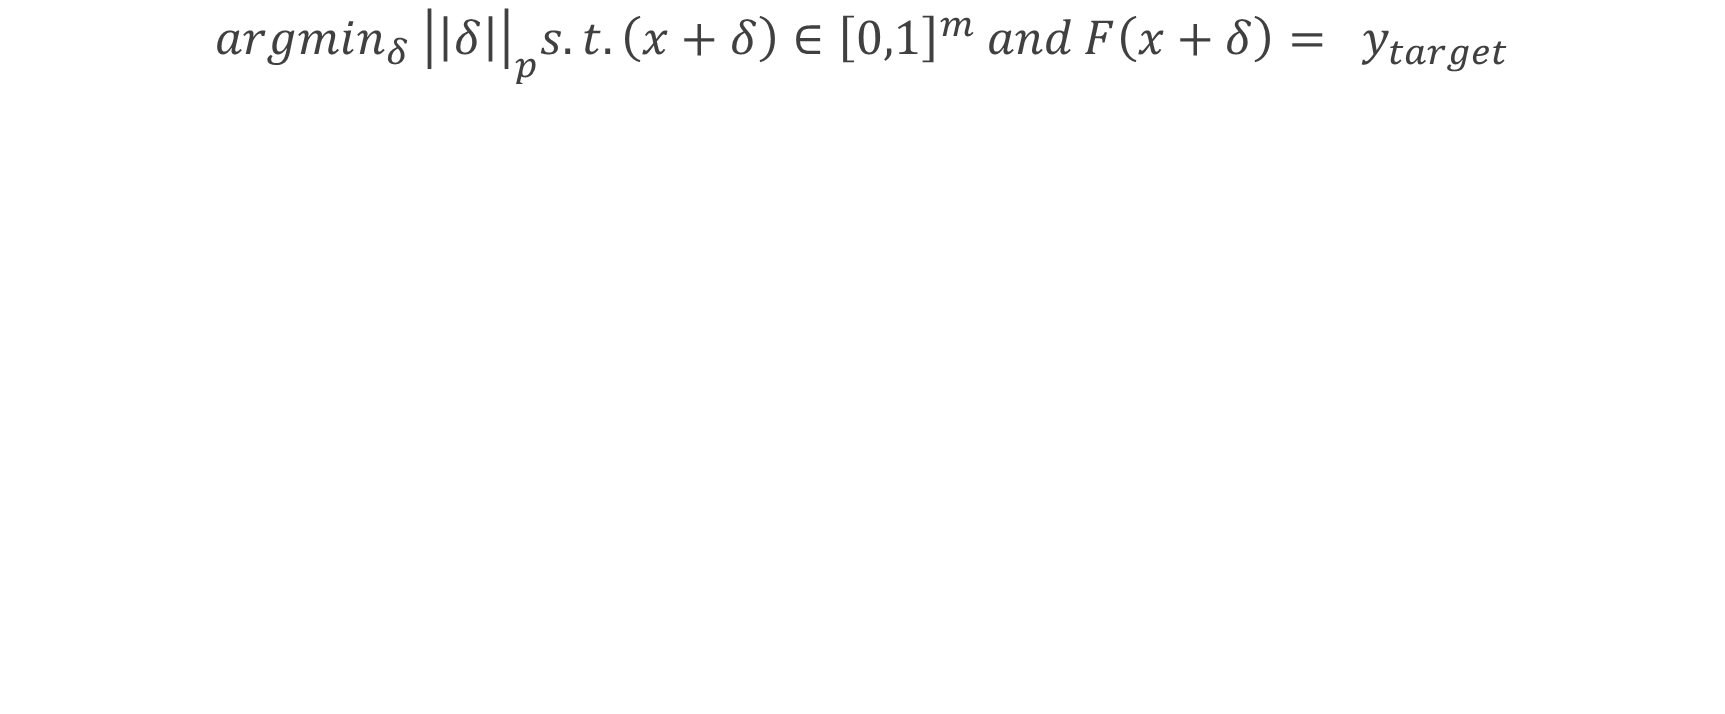 argmin_δ ||δ||_p s.t. (x + δ) ∈ [0,1]^m and F(x + δ) = y_target